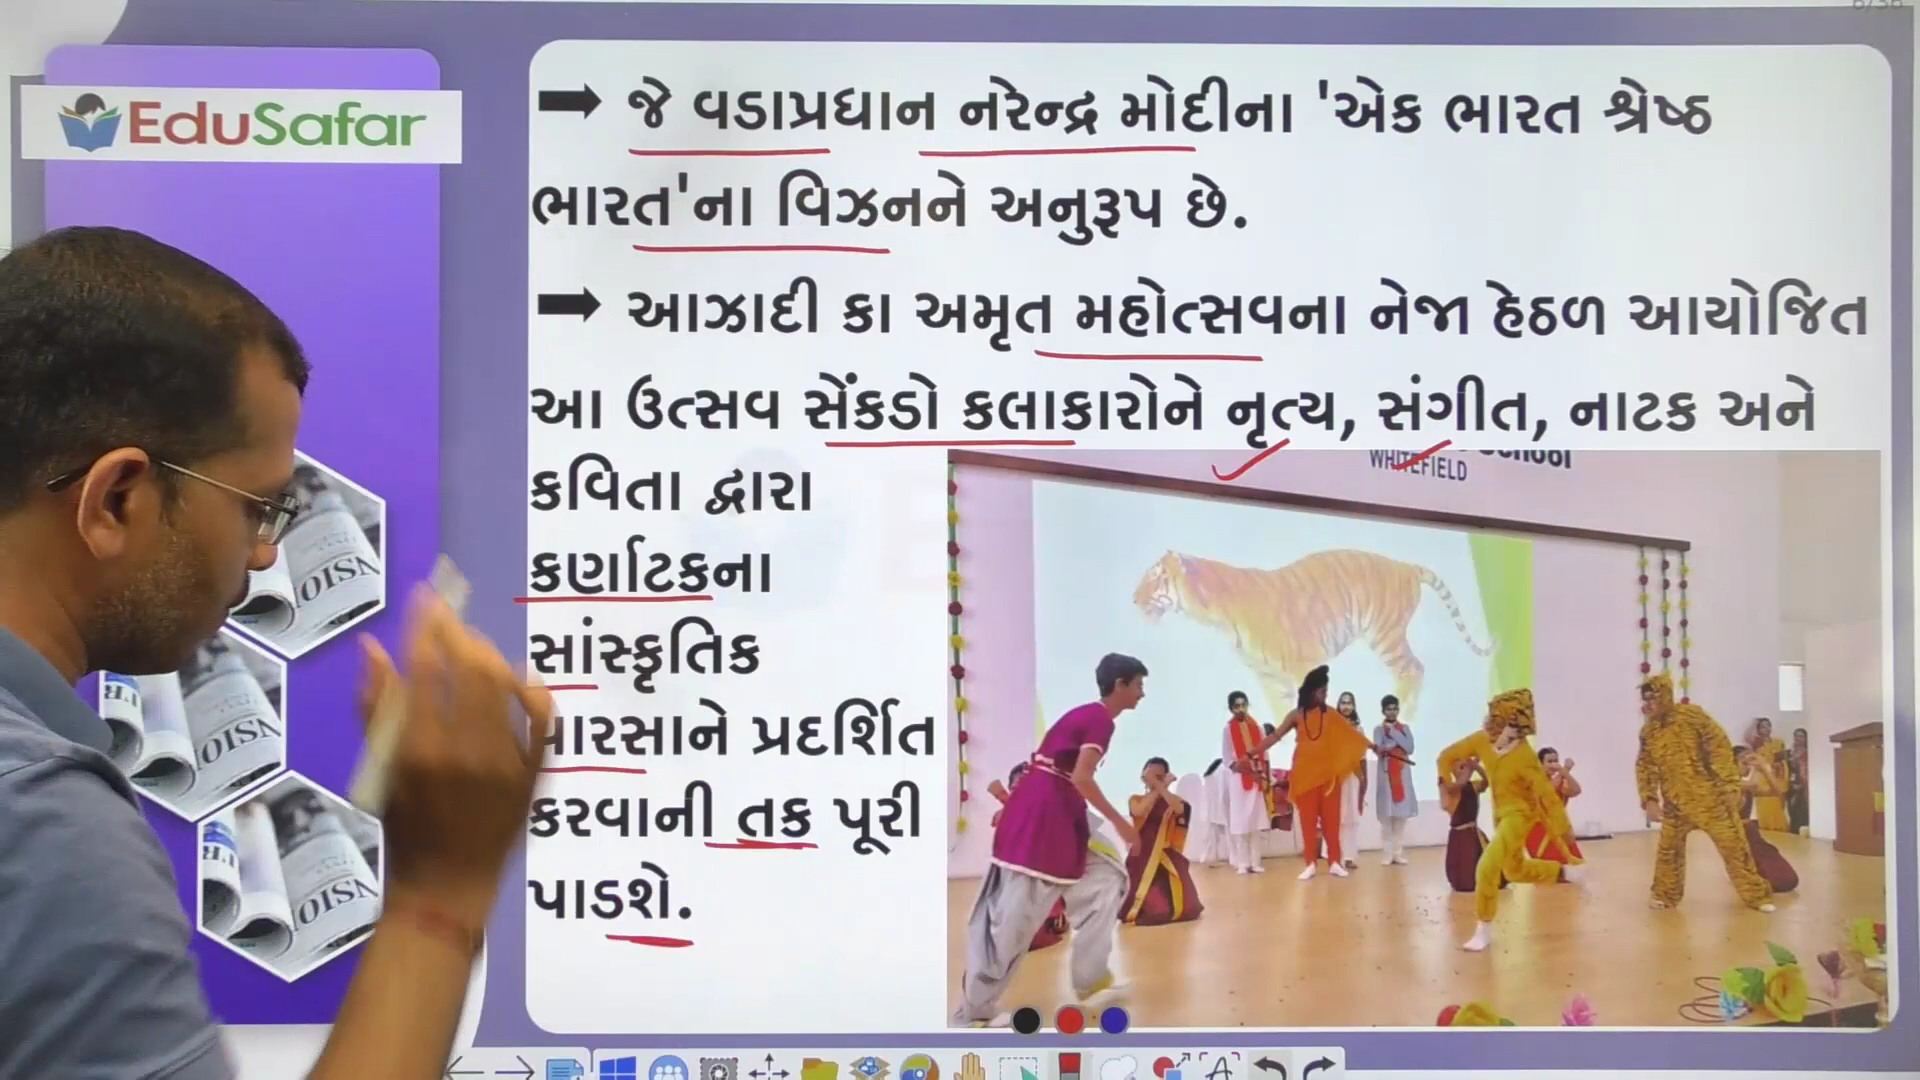 EduSafar
➡ જે વડાપ્રધાન નરેન્દ્ર મોદીના 'એક ભારત શ્રેષ્ઠ
ભારત'ના વિઝનને અનુરૂપ છે.
➡ આઝાદી કા અમૃત મહોત્સવના નેજા હેઠળ આયોજિત
આ ઉત્સવ સેંકડો કલાકારોને નૃત્ય, સંગીત, નાટક અને
કવિતા દ્વારા
કર્ણાટકના
સાંસ્કૃતિક
વારસાને પ્રદર્શિત
કરવાની તક પૂરી
પાડશે.
School
WHITEFIELD